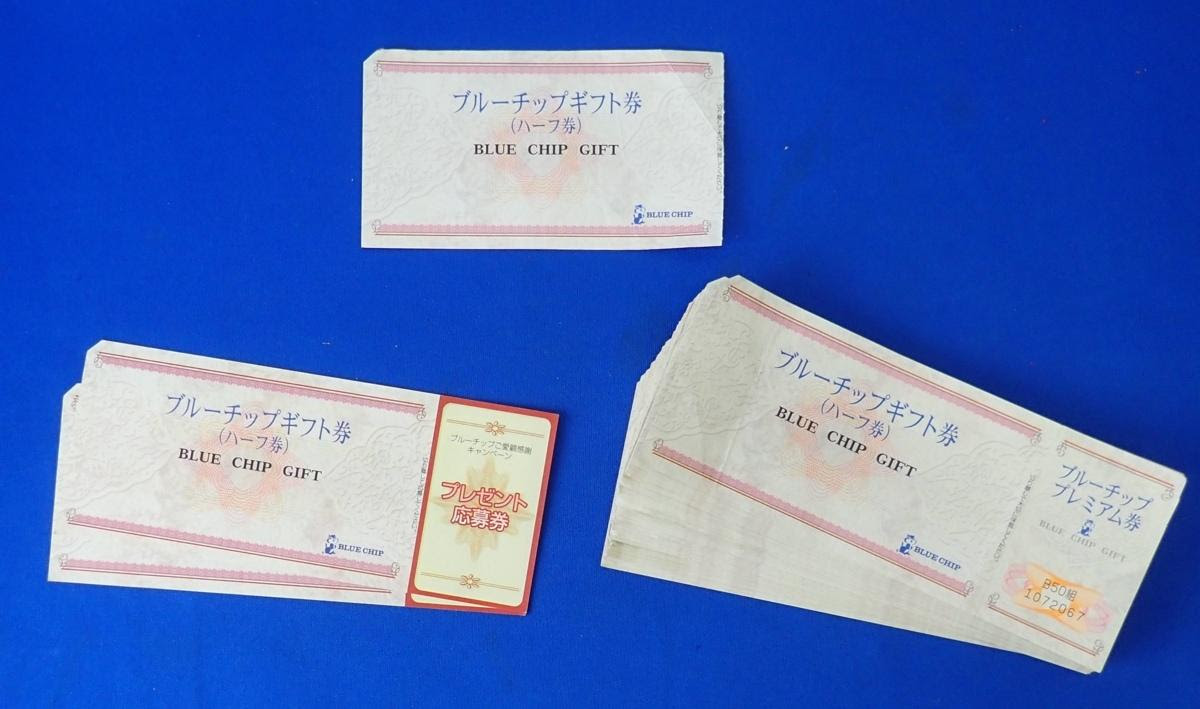 ブルーチップギフト券
(ハーフ券)
BLUE CHIP GIFT
BLUE CHIP
ブルーチップギフト券
(ハーフ券)
BLUE CHIP GIFT
BLUE CHIP
ブルーチップご愛顧感謝
キャンペーン
プレゼント
応募券
ブルーチップギフト券
(ハーフ券)
BLUE CHIP GIFT
BLUE CHIP
ブルーチップ
プレミアム券
BLUE CHIP GIFT
B50組
1072067